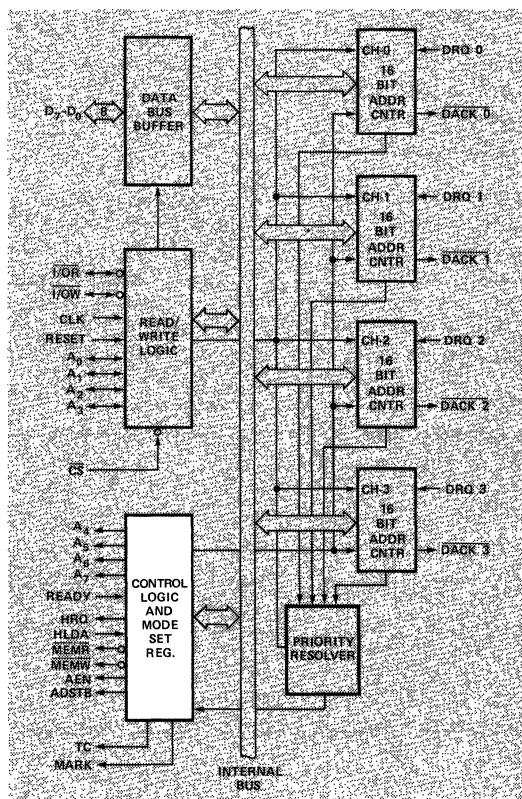 D7-D0
8
DATA
BUS
BUFFER
I/OR
I/OW
CLK
RESET
A0
A1
A2
A3
READ/
WRITE
LOGIC
CS
A4
A5
A6
A7
READY
HRQ
HLDA
MEMR
MEMW
AEN
ADSTB
CONTROL
LOGIC
AND
MODE
SET
REG.
TC
MARK
INTERNAL
BUS
CH-0
16
BIT
ADDR
CNTR
DRQ 0
DACK 0
CH-1
16
BIT
ADDR
CNTR
DRQ 1
DACK 1
CH-2
16
BIT
ADDR
CNTR
DRQ 2
DACK 2
CH-3
16
BIT
ADDR
CNTR
DRQ 3
DACK 3
PRIORITY
RESOLVER